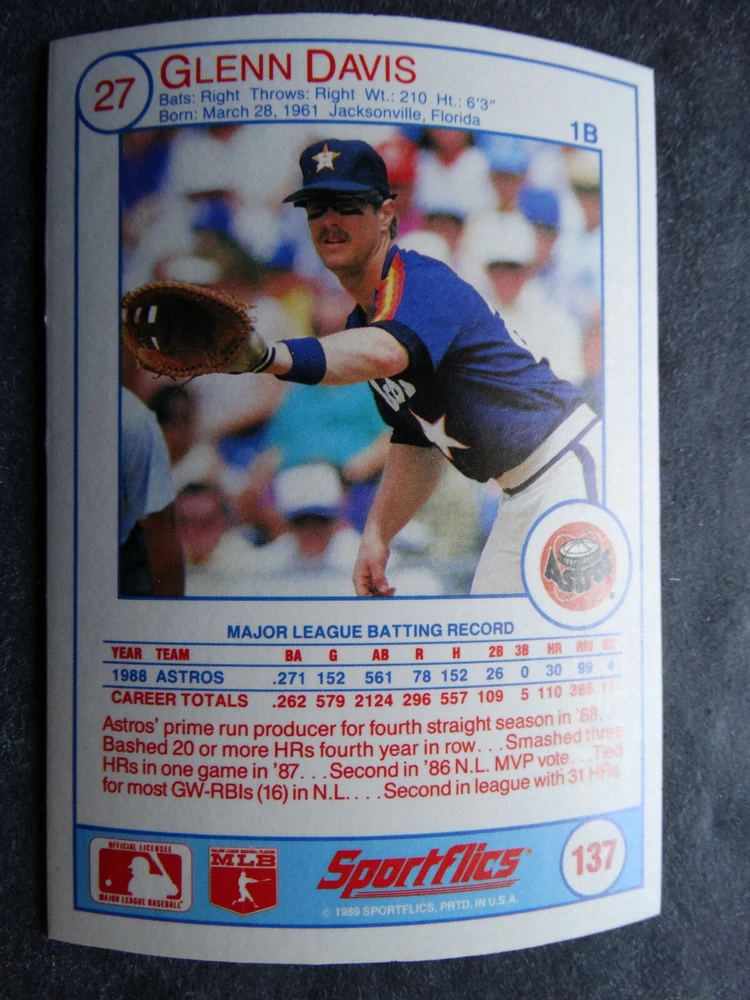 27
GLENN DAVIS
Bats: Right Throws: Right Wt.: 210 Ht.: 6'3"
Born: March 28, 1961 Jacksonville, Florida
1B
ASTROS
MAJOR LEAGUE BATTING RECORD
YEAR TEAM BA G AB R H 2B 3B HR RBI
1988 ASTROS .271 152 561 78 152 26 0 30 99 4
CAREER TOTALS .262 579 2124 296 557 109 5 110 365
Astros' prime run producer for fourth straight season in '88.
Bashed 20 or more HRs fourth year in row. . .Smashed three
HRs in one game in '87. . .Second in '86 N.L. MVP vote. . .Tied
for most GW-RBIs (16) in N.L. . . .Second in league with 31 HRs.
OFFICIAL LICENSEE
MAJOR LEAGUE BASEBALL
MAJOR LEAGUE BASEBALL PLAYERS
MLB
Sportflics
© 1989 SPORTFLICS, PRTD. IN U.S.A.
137